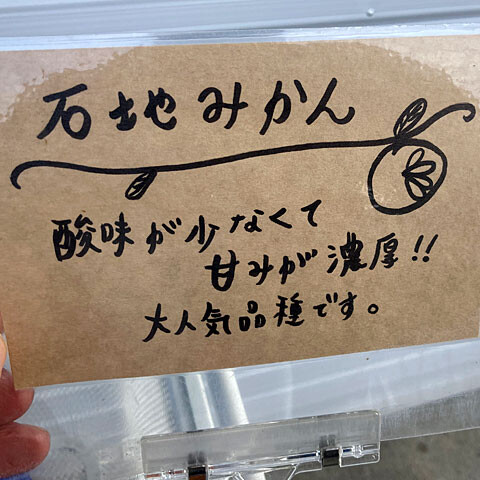 石地みかん
酸味が少なくて
甘みが濃厚!!
大人気品種です。